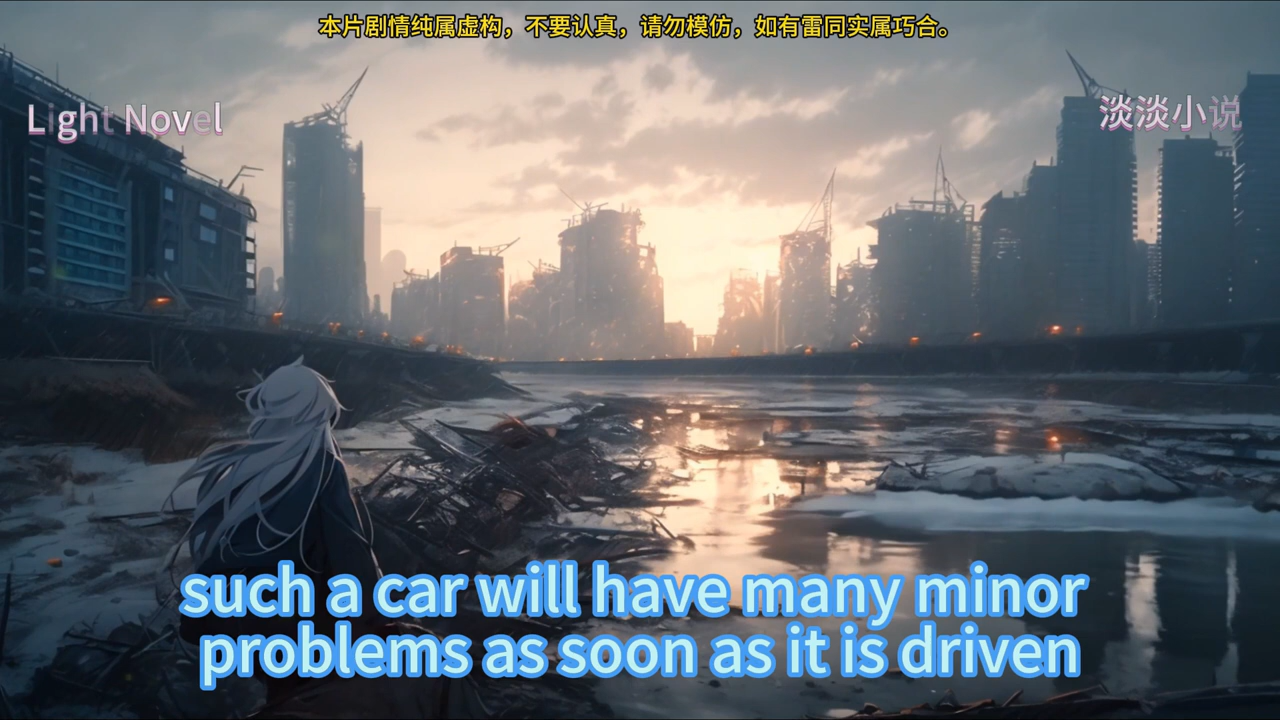 本片剧情纯属虚构，不要认真，请勿模仿，如有雷同实属巧合。
Light Novel
淡淡小说
such a car will have many minor
problems as soon as it is driven